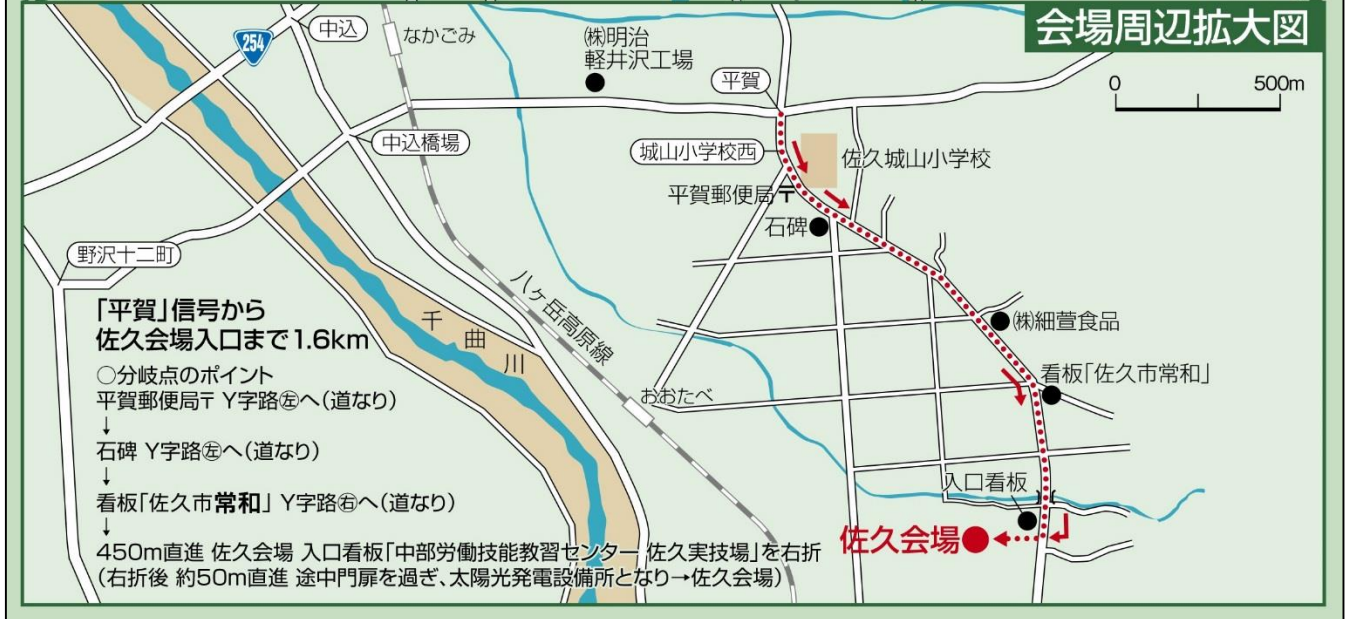 会場周辺拡大図
0 500m
254
中込
なかごみ
㈱明治
軽井沢工場
平賀
中込橋場
城山小学校西
佐久城山小学校
平賀郵便局〒
石碑
野沢十二町
八ヶ岳高原線
千曲川
㈱細萱食品
看板「佐久市常和」
おおたべ
入口看板
佐久会場
「平賀」信号から
佐久会場入口まで1.6km
○分岐点のポイント
平賀郵便局〒 Y字路㊧へ(道なり)
↓
石碑 Y字路㊧へ(道なり)
↓
看板「佐久市常和」 Y字路㊨へ(道なり)
↓
450m直進 佐久会場 入口看板「中部労働技能教習センター 佐久実技場」を右折
(右折後 約50m直進 途中門扉を過ぎ、太陽光発電設備所となり→佐久会場)